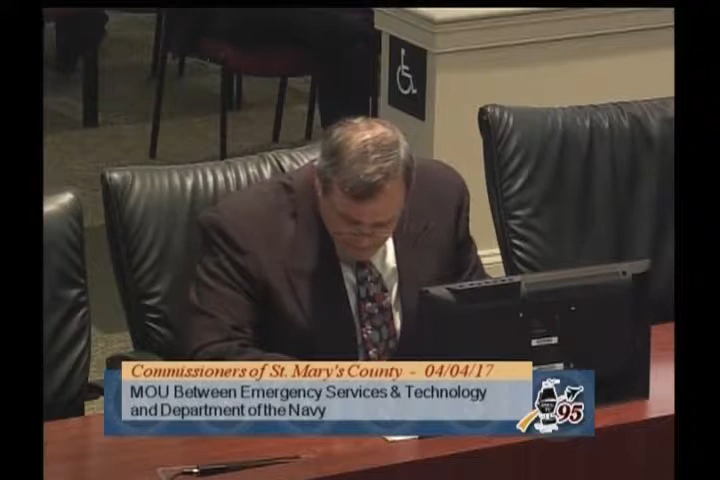 Commissioners of St. Mary's County - 04/04/17
MOU Between Emergency Services & Technology
and Department of the Navy
95